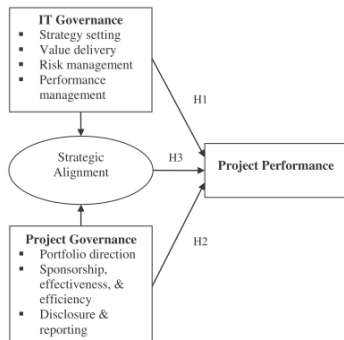 IT Governance
▪ Strategy setting
▪ Value delivery
▪ Risk management
▪ Performance
management
H1
Strategic
Alignment
H3
Project Performance
H2
Project Governance
▪ Portfolio direction
▪ Sponsorship,
effectiveness, &
efficiency
▪ Disclosure &
reporting